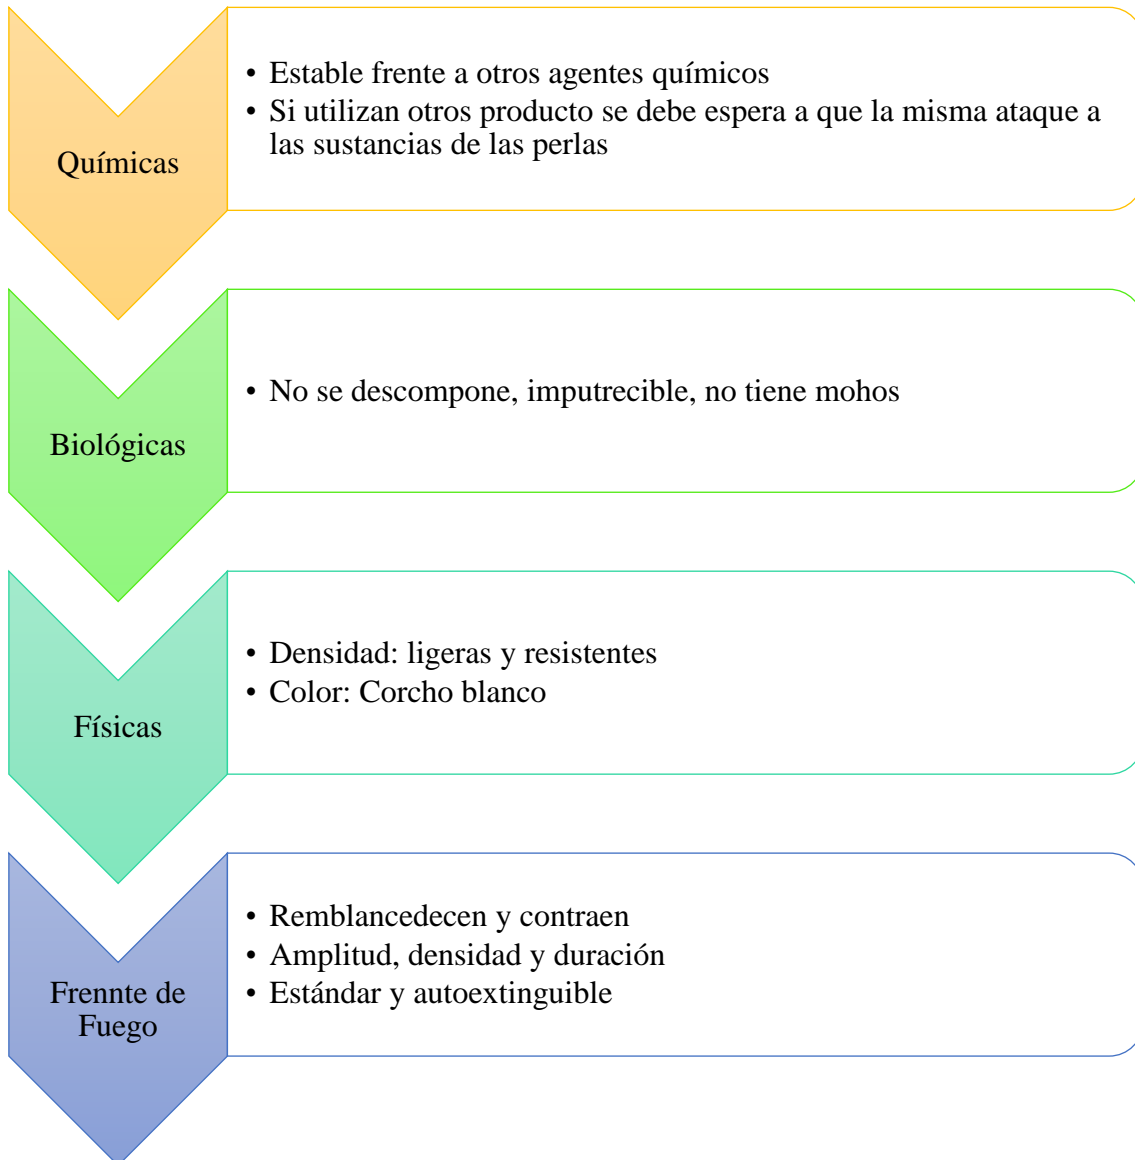 Químicas
• Estable frente a otros agentes químicos
• Si utilizan otros producto se debe espera a que la misma ataque a
las sustancias de las perlas
Biológicas
• No se descompone, imputrecible, no tiene mohos
Físicas
• Densidad: ligeras y resistentes
• Color: Corcho blanco
Frennte de
Fuego
• Remblancedecen y contraen
• Amplitud, densidad y duración
• Estándar y autoextinguible